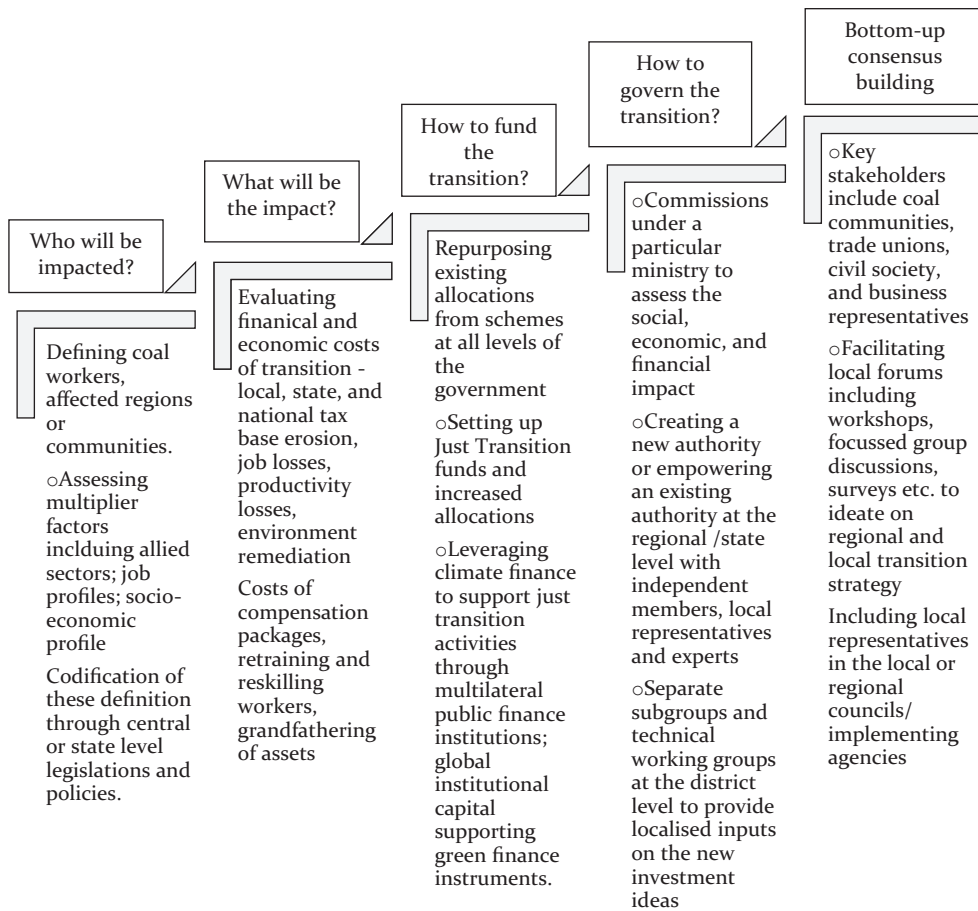 Who will be
impacted?
Defining coal
workers,
affected regions
or
communities.
○Assessing
multiplier
factors
inclduing allied
sectors; job
profiles; socio-
economic
profile
Codification of
these definition
through central
or state level
legislations and
policies.
What will be
the impact?
Evaluating
finanical and
economic costs
of transition -
local, state, and
national tax
base erosion,
job losses,
productivity
losses,
environment
remediation
Costs of
compensation
packages,
retraining and
reskilling
workers,
grandfathering
of assets
How to fund
the
transition?
Repurposing
existing
allocations
from schemes
at all levels of
the
government
○Setting up
Just Transition
funds and
increased
allocations
○Leveraging
climate finance
to support just
transition
activities
through
multilateral
public finance
institutions;
global
institutional
capital
supporting
green finance
instruments.
How to
govern the
transition?
○Commissions
under a
particular
ministry to
assess the
social,
economic, and
financial
impact
○Creating a
new authority
or empowering
an existing
authority at the
regional /state
level with
independent
members, local
representatives
and experts
○Separate
subgroups and
technical
working groups
at the district
level to provide
localised inputs
on the new
investment
ideas
Bottom-up
consensus
building
○Key
stakeholders
include coal
communities,
trade unions,
civil society,
and business
representatives
○Facilitating
local forums
including
workshops,
focussed group
discussions,
surveys etc. to
ideate on
regional and
local transition
strategy
Including local
representatives
in the local or
regional
councils/
implementing
agencies